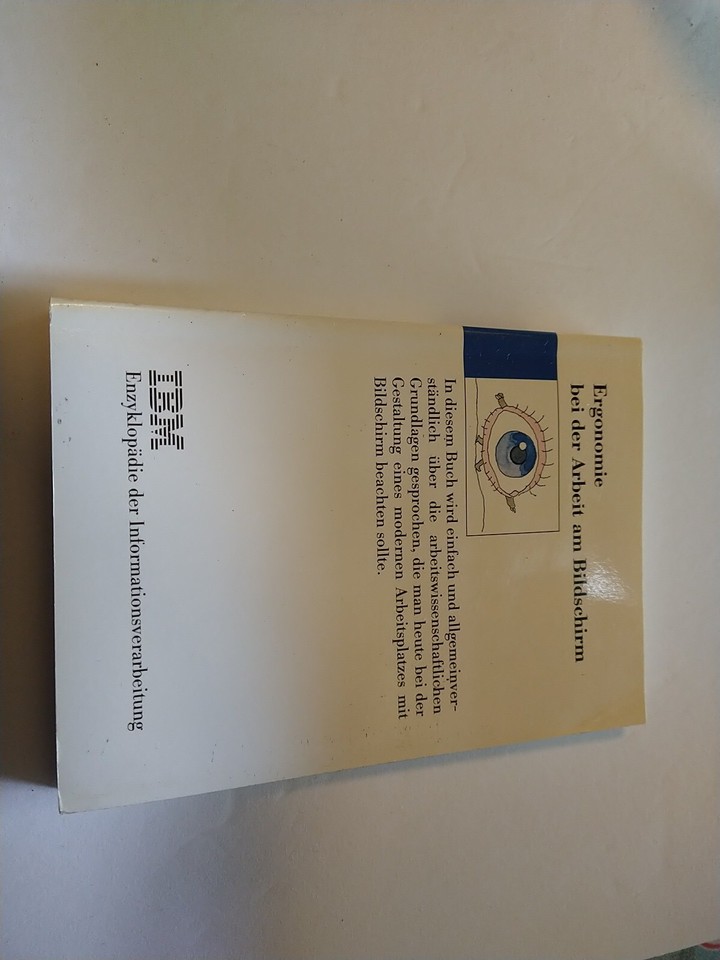 Ergonomie
bei der Arbeit am Bildschirm
In diesem Buch wird einfach und allgemeinver-
ständlich über die arbeitswissenschaftlichen
Grundlagen gesprochen, die man heute bei der
Gestaltung eines modernen Arbeitsplatzes mit
Bildschirm beachten sollte.
IBM
Enzyklopädie der Informationsverarbeitung